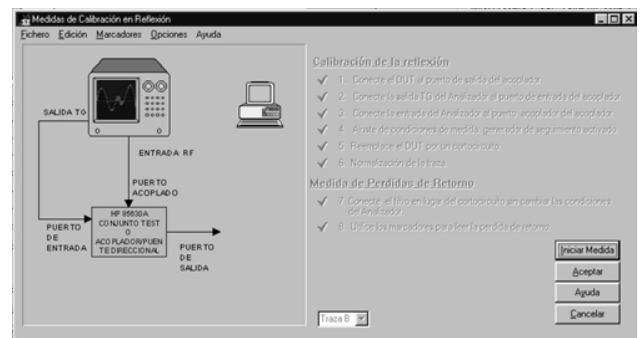 Medidas de Calibración en Reflexión
Fichero Edición Marcadores Opciones Ayuda
SALIDA TG
ENTRADA RF
PUERTO
ACOPLADO
HP 85630A
CONJUNTO TEST
O
ACOPLADOR/PUEN
TE DIRECCIONAL
PUERTO
DE
ENTRADA
PUERTO
DE
SALIDA
Calibración de la reflexión
1. Conecte el DUT al puerto de salida del acoplador.
2. Conecte la salida TG del Analizador al puerto de entrada del acoplador.
3. Conecte la entrada del Analizador al puerto acoplado del acoplador.
4. Ajuste de condiciones de medida: generador de seguimiento activado.
5. Reemplace el DUT por un cortocircuito.
6. Normalización de la traza.
Medida de Perdidas de Retorno
7. Conecte el filtro en lugar del cortocircuito sin cambiar las condiciones
del Analizador.
8. Utilice los marcadores para leer la perdida de retorno.
Traza B
Iniciar Medida
Aceptar
Ayuda
Cancelar